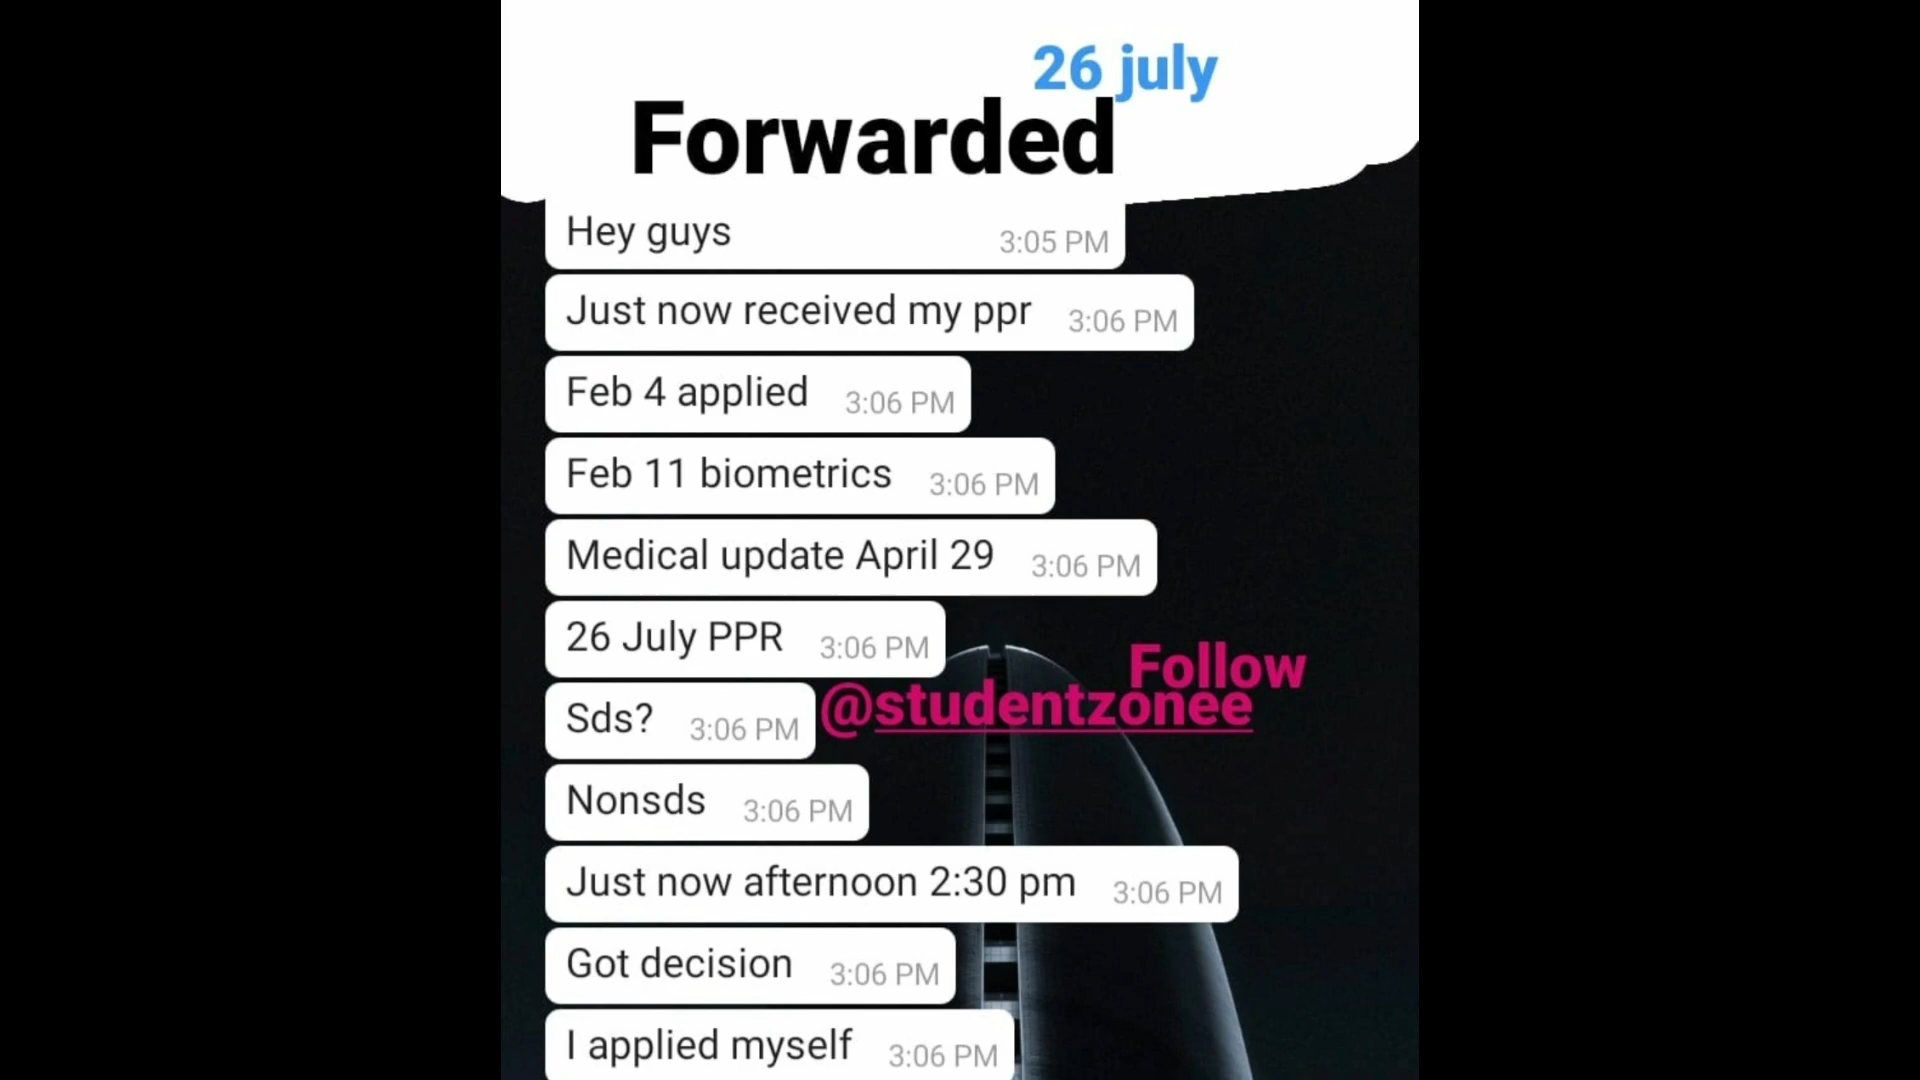 26 july
Forwarded
Hey guys 3:05 PM
Just now received my ppr 3:06 PM
Feb 4 applied 3:06 PM
Feb 11 biometrics 3:06 PM
Medical update April 29 3:06 PM
26 July PPR 3:06 PM
Follow
@studentzonee
Sds? 3:06 PM
Nonsds 3:06 PM
Just now afternoon 2:30 pm 3:06 PM
Got decision 3:06 PM
I applied myself 3:06 PM